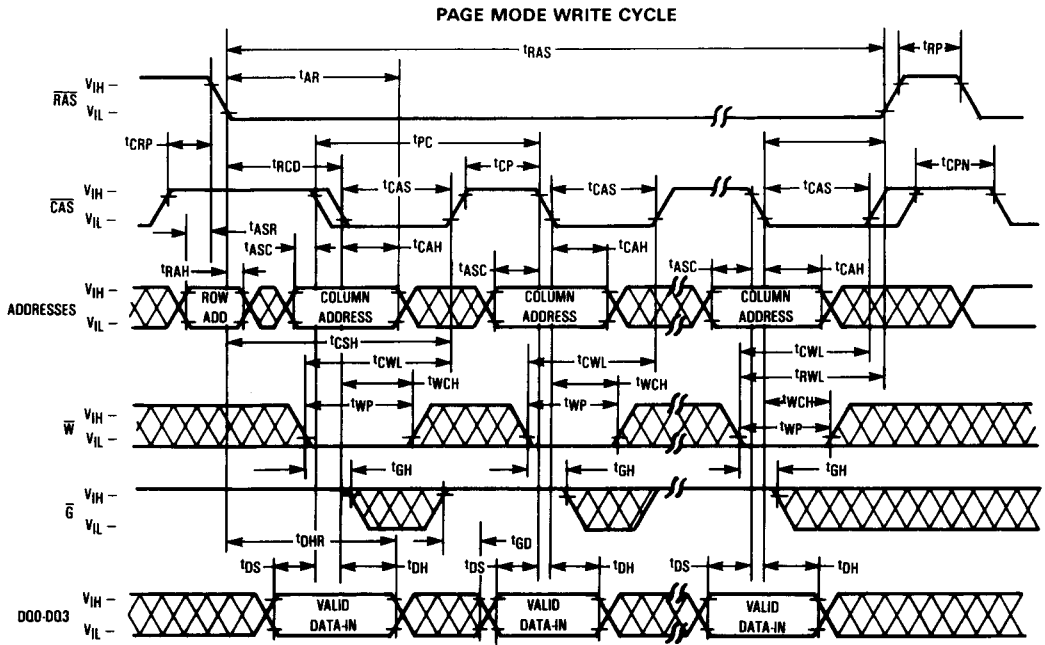 PAGE MODE WRITE CYCLE
tRAS
tRP
tAR
RAS
VIH
VIL
tCRP
tPC
tRCD
tCP
tCPN
tCAS
tCAS
tCAS
CAS
VIH
VIL
tASR
tASC
tCAH
tCAH
tRAH
tASC
tASC
tCAH
ADDRESSES
VIH
VIL
ROW ADD
COLUMN ADDRESS
COLUMN ADDRESS
COLUMN ADDRESS
tCSH
tCWL
tCWL
tCWL
tRWL
tWCH
tWCH
tWCH
tWP
tWP
tWP
W
VIH
VIL
tGH
tGH
tGH
G
VIH
VIL
tDHR
tGD
tDS
tDH
tDS
tDH
tDS
tDH
DQ0-DQ3
VIH
VIL
VALID DATA-IN
VALID DATA-IN
VALID DATA-IN